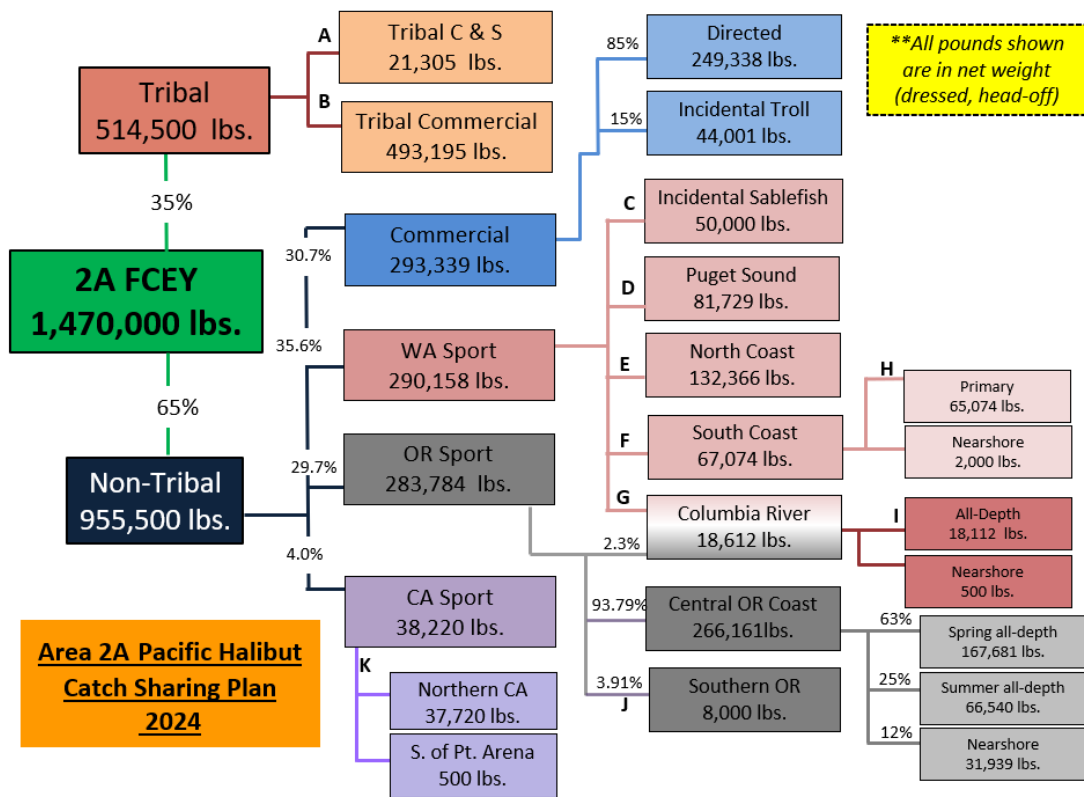 A
Tribal C & S
21,305 lbs.
B
Tribal Commercial
493,195 lbs.
Tribal
514,500 lbs.
35%
2A FCEY
1,470,000 lbs.
65%
Non-Tribal
955,500 lbs.
30.7%
35.6%
29.7%
4.0%
Commercial
293,339 lbs.
85%
Directed
249,338 lbs.
15%
Incidental Troll
44,001 lbs.
**All pounds shown
are in net weight
(dressed, head-off)
WA Sport
290,158 lbs.
C
Incidental Sablefish
50,000 lbs.
D
Puget Sound
81,729 lbs.
E
North Coast
132,366 lbs.
F
South Coast
67,074 lbs.
H
Primary
65,074 lbs.
Nearshore
2,000 lbs.
G
Columbia River
18,612 lbs.
I
All-Depth
18,112 lbs.
Nearshore
500 lbs.
OR Sport
283,784 lbs.
2.3%
93.79%
Central OR Coast
266,161lbs.
63%
Spring all-depth
167,681 lbs.
25%
Summer all-depth
66,540 lbs.
12%
Nearshore
31,939 lbs.
3.91%
J
Southern OR
8,000 lbs.
CA Sport
38,220 lbs.
K
Northern CA
37,720 lbs.
S. of Pt. Arena
500 lbs.
Area 2A Pacific Halibut
Catch Sharing Plan
2024